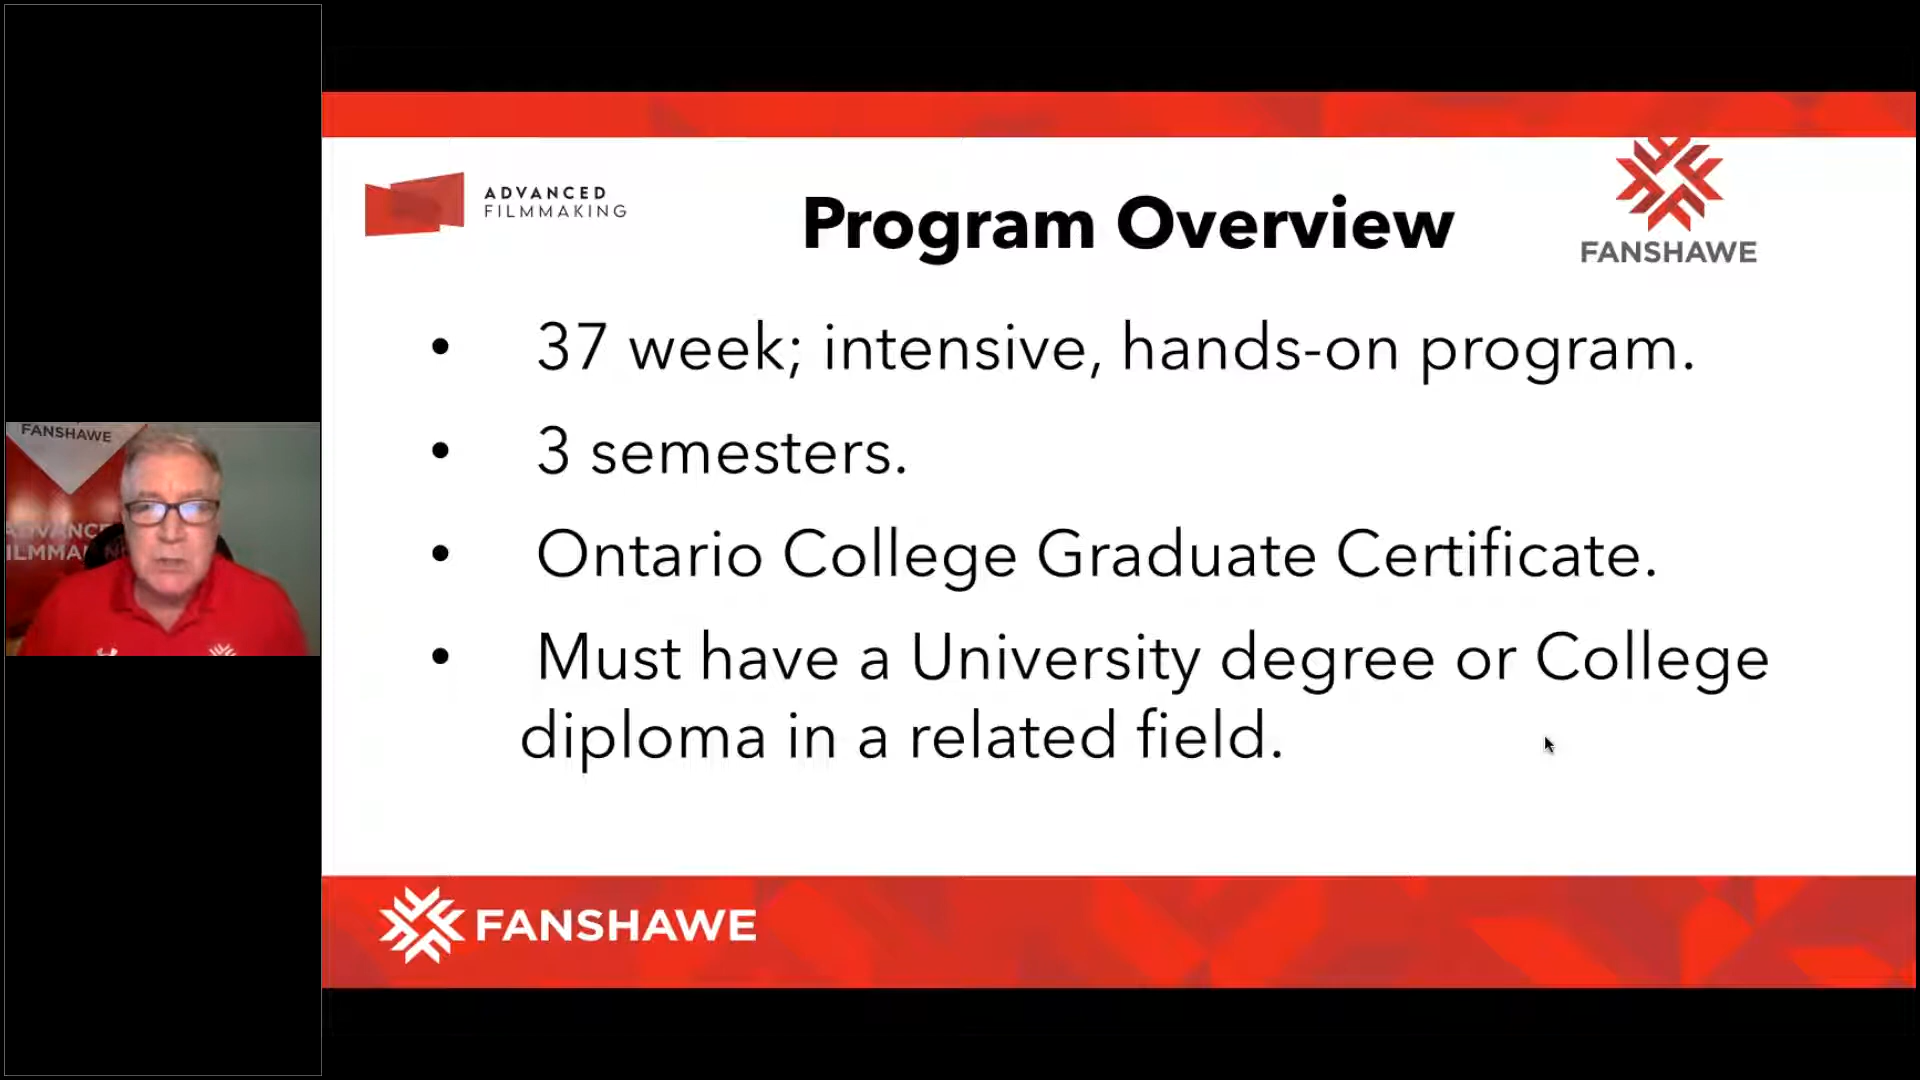 FANSHAWE
ADVANCED
FILMMAKING
Program Overview
FANSHAWE
• 37 week; intensive, hands-on program.
• 3 semesters.
• Ontario College Graduate Certificate.
• Must have a University degree or College
diploma in a related field.
FANSHAWE